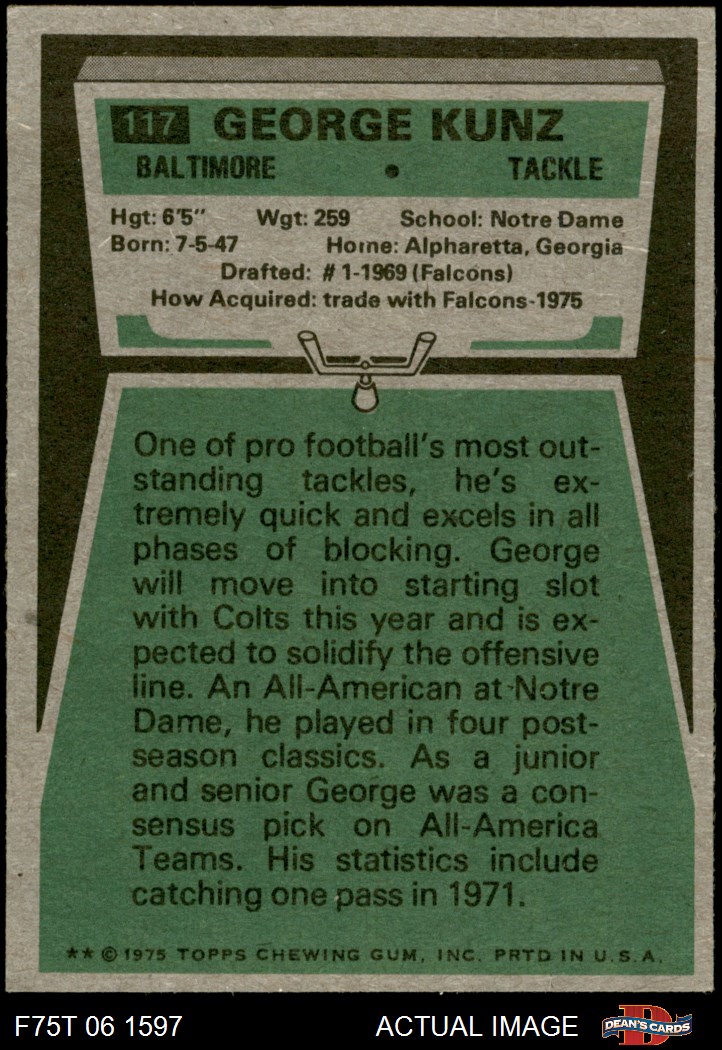 117 GEORGE KUNZ
BALTIMORE • TACKLE
Hgt: 6'5" Wgt: 259 School: Notre Dame
Born: 7-5-47 Home: Alpharetta, Georgia
Drafted: # 1-1969 (Falcons)
How Acquired: trade with Falcons-1975
One of pro football's most out-
standing tackles, he's ex-
tremely quick and excels in all
phases of blocking. George
will move into starting slot
with Colts this year and is ex-
pected to solidify the offensive
line. An All-American at Notre
Dame, he played in four post-
season classics. As a junior
and senior George was a con-
sensus pick on All-America
Teams. His statistics include
catching one pass in 1971.
** © 1975 TOPPS CHEWING GUM, INC. PRTD IN U.S.A.
F75T 06 1597 ACTUAL IMAGE D DEAN'S CARDS